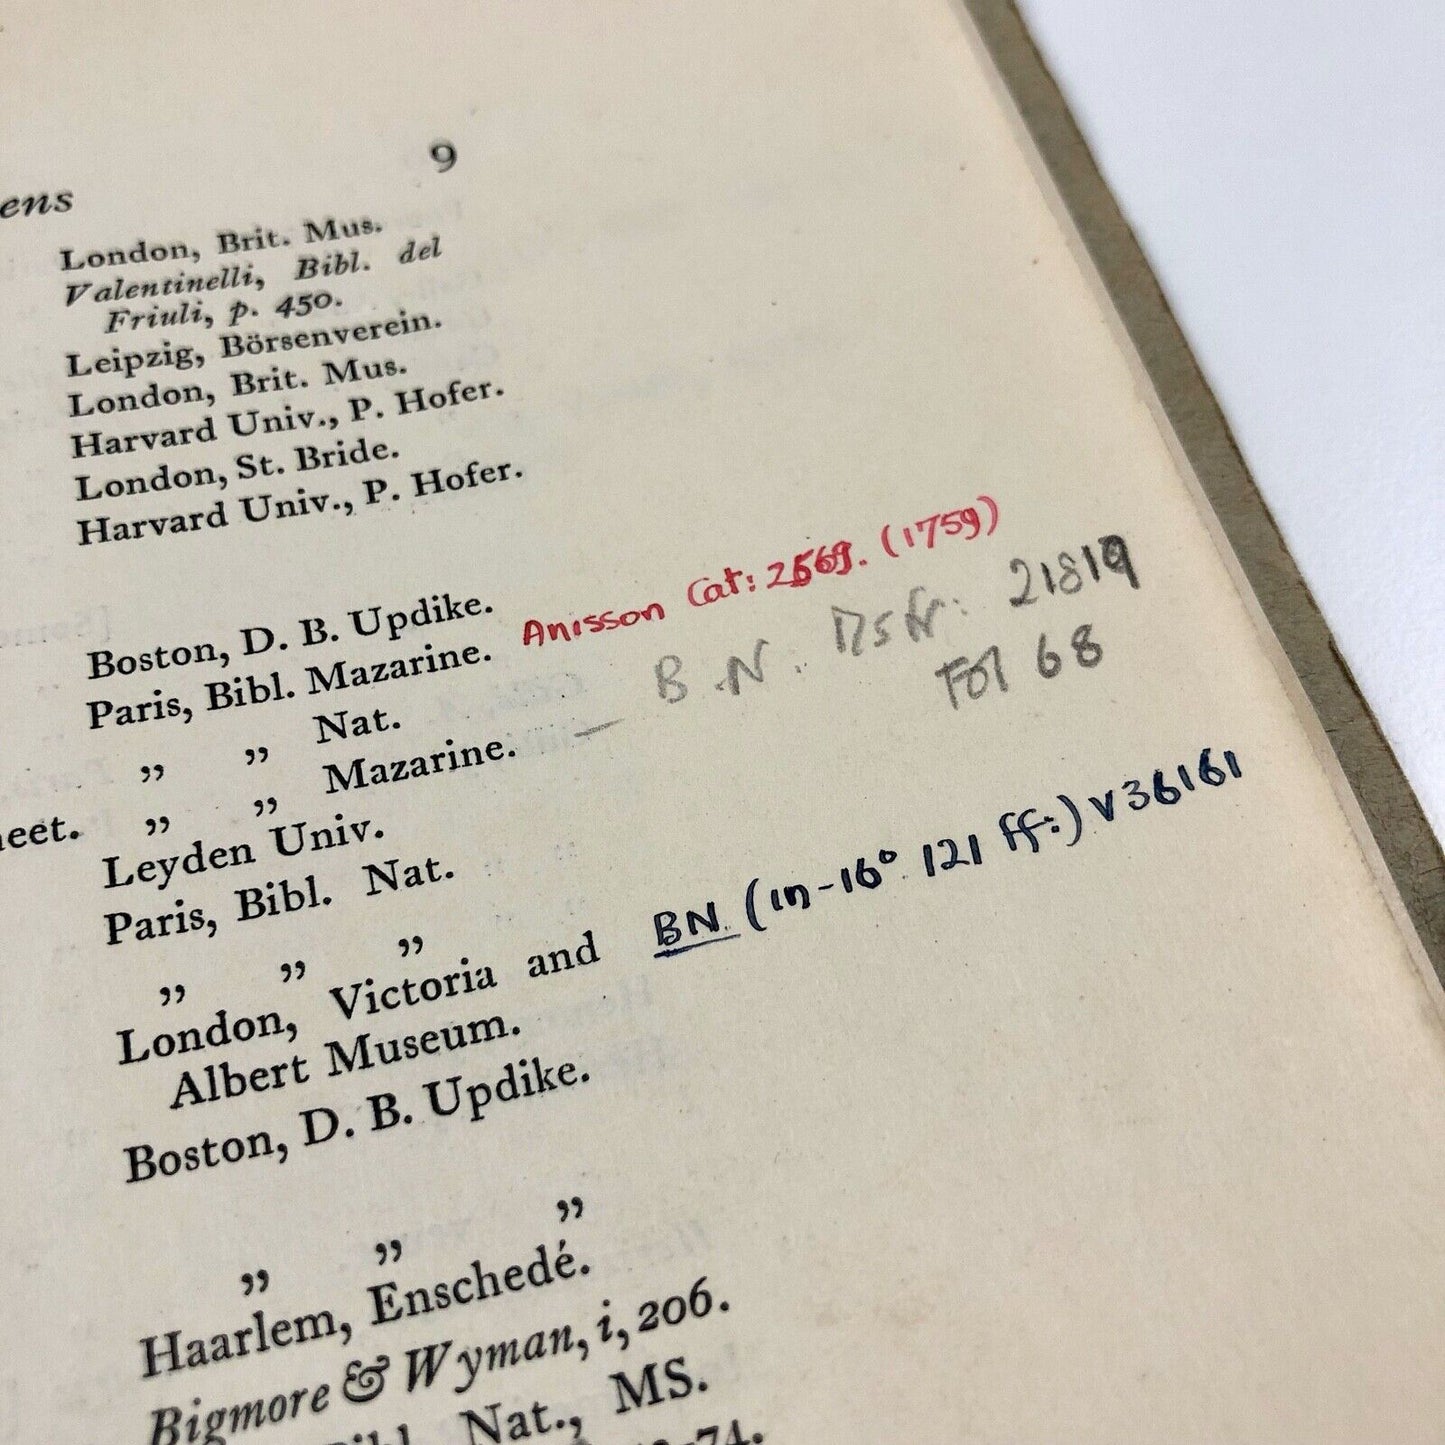 9
ens
London, Brit. Mus.
Valentinelli, Bibl. del
Friuli, p. 450.
Leipzig, Börsenverein.
London, Brit. Mus.
Harvard Univ., P. Hofer.
London, St. Bride.
Harvard Univ., P. Hofer.
Boston, D. B. Updike.
Paris, Bibl. Mazarine. Anisson Cat: 2569. (1759)
„ „ Nat. — B.N. fr: 21819
Fol 68
eet. „ „ Mazarine.
Leyden Univ.
Paris, Bibl. Nat.
„ „ „
London, Victoria and BN. (in-16° 121 ff:) V 36161
Albert Museum.
Boston, D. B. Updike.
„ „ „
Haarlem, Enschedé.
Bigmore & Wyman, i, 206.
Nat., MS.
-74.